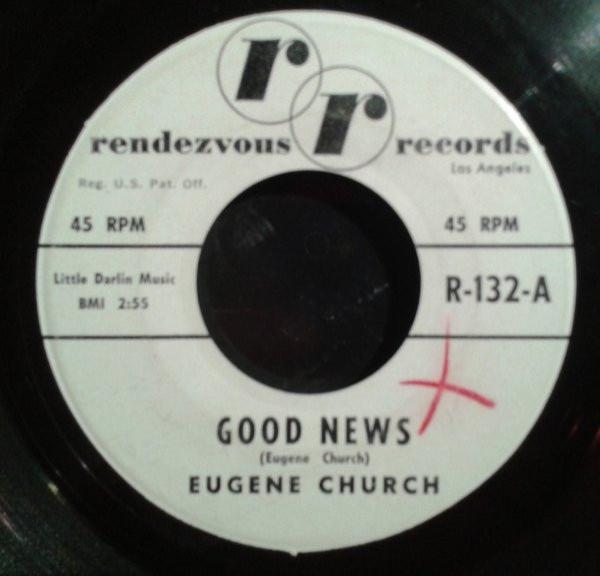 r
r
rendezvous records
Los Angeles
Reg. U.S. Pat. Off.
45 RPM 45 RPM
Little Darlin Music
BMI 2:55
R-132-A
GOOD NEWS
(Eugene Church)
EUGENE CHURCH